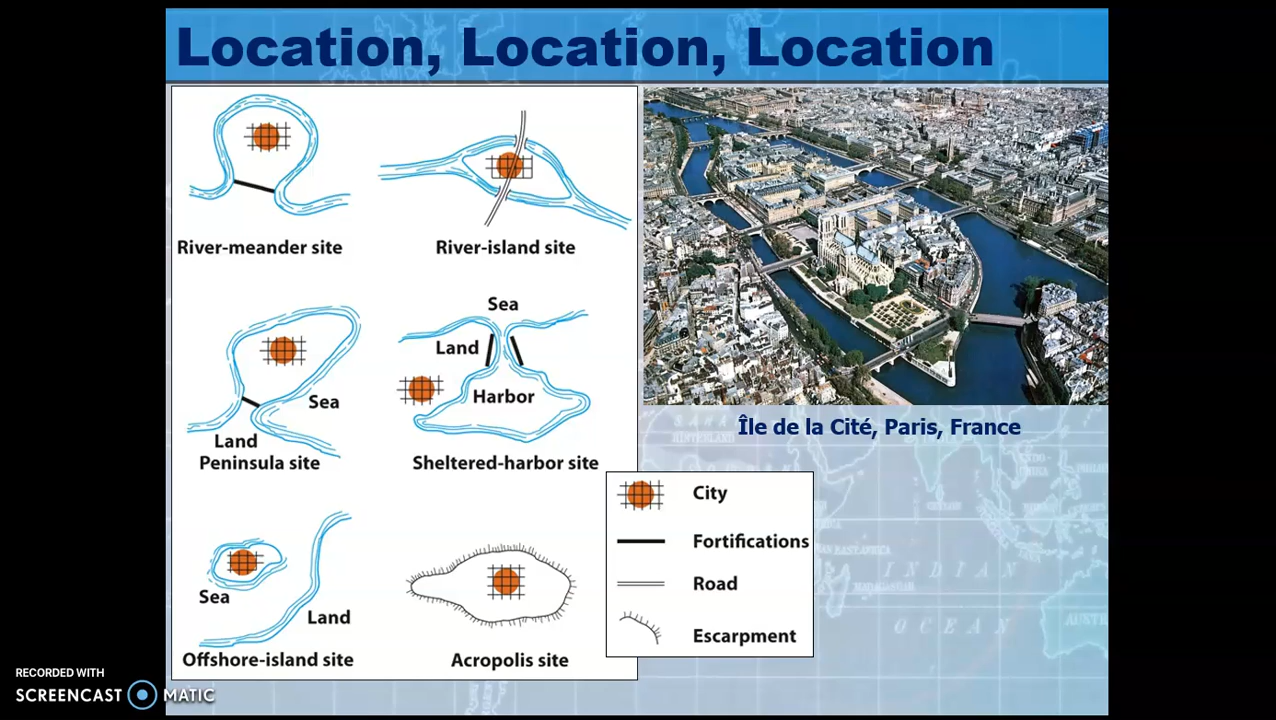 Location, Location, Location
River-meander site
River-island site
Sea
Land
Harbor
Sea
Land
Peninsula site
Sheltered-harbor site
Île de la Cité, Paris, France
City
Fortifications
Road
Escarpment
Sea
Land
Offshore-island site
Acropolis site
INDIAN
OCEAN
RECORDED WITH
SCREENCAST MATIC